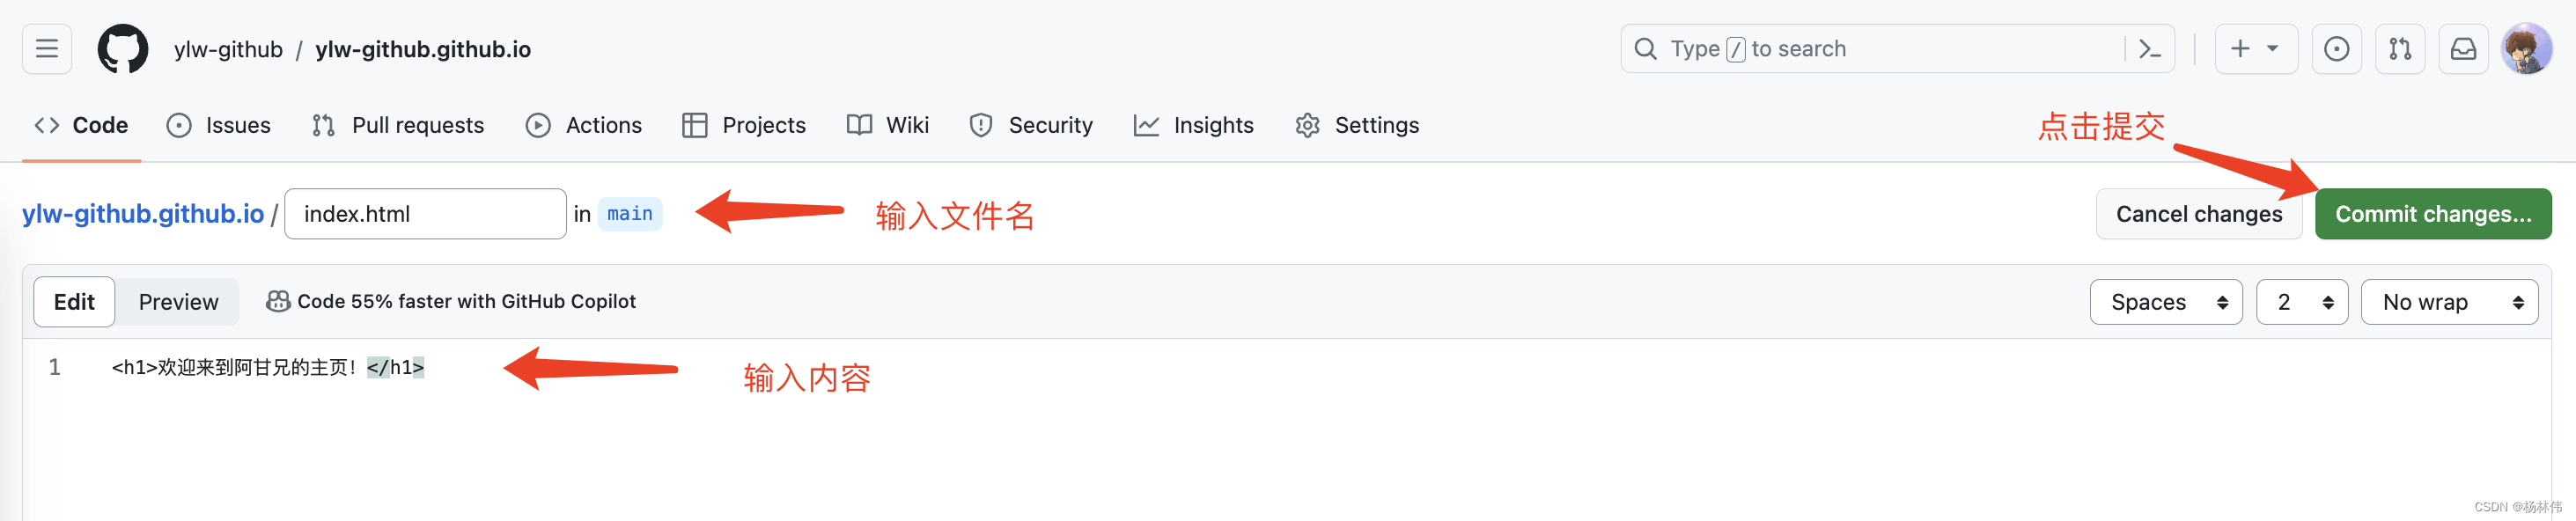 ylw-github / ylw-github.github.io
Type / to search
Code Issues Pull requests Actions Projects Wiki Security Insights Settings
点击提交
ylw-github.github.io / index.html in main
输入文件名
Cancel changes Commit changes...
Edit Preview Code 55% faster with GitHub Copilot
Spaces 2 No wrap
1 <h1>欢迎来到阿甘兄的主页！</h1>
输入内容
CSDN @杨林伟